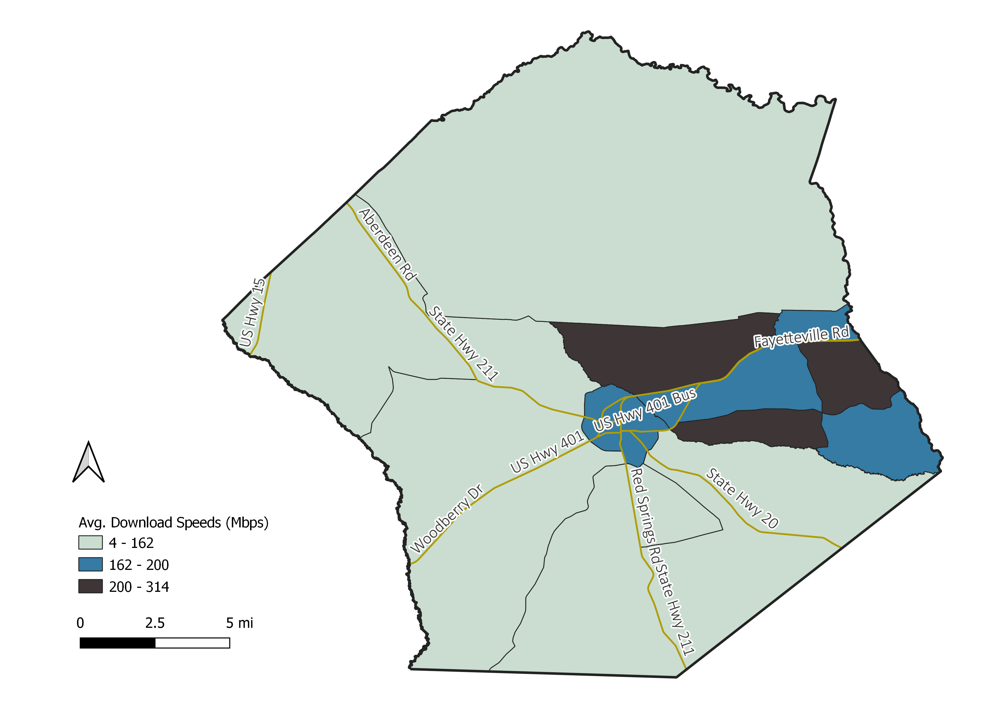 Aberdeen Rd
US Hwy 15
State Hwy 211
Fayetteville Rd
US Hwy 401 Bus
US Hwy 401
Woodberry Dr
Red Springs Rd
State Hwy 20
State Hwy 211
Avg. Download Speeds (Mbps)
4 - 162
162 - 200
200 - 314
0 2.5 5 mi